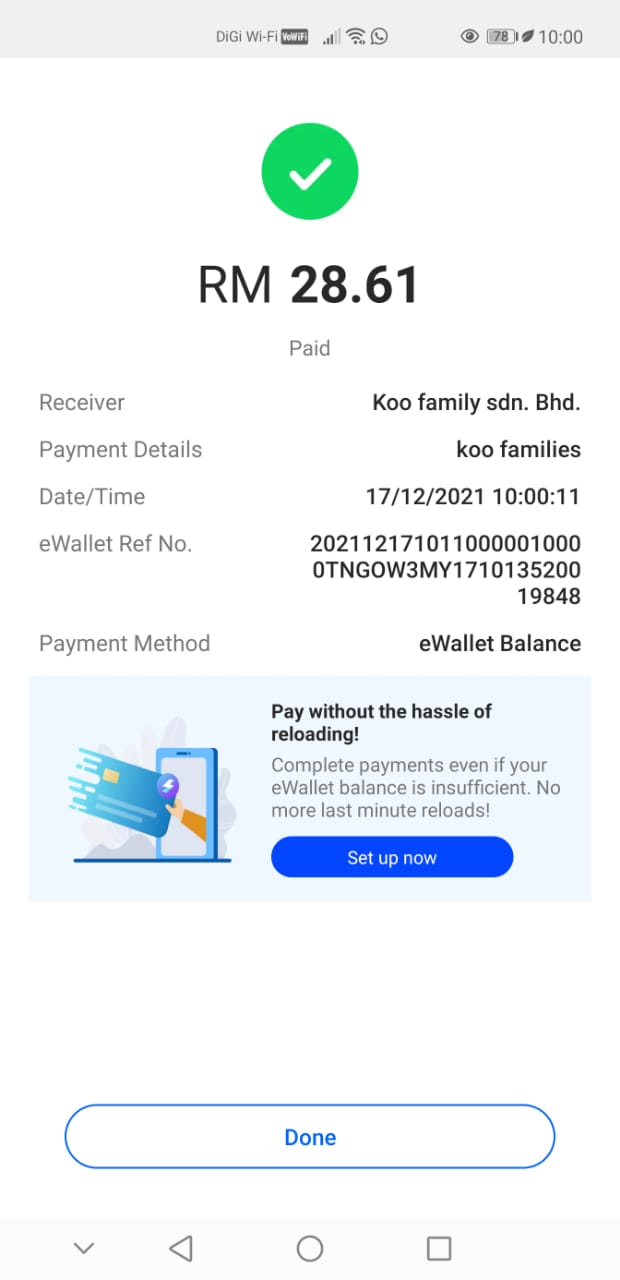 DiGi Wi-Fi VoWiFi 78 10:00
RM 28.61
Paid
Receiver Koo family sdn. Bhd.
Payment Details koo families
Date/Time 17/12/2021 10:00:11
eWallet Ref No. 202112171011000001000
0TNGOW3MY1710135200
19848
Payment Method eWallet Balance
Pay without the hassle of
reloading!
Complete payments even if your
eWallet balance is insufficient. No
more last minute reloads!
Set up now
Done